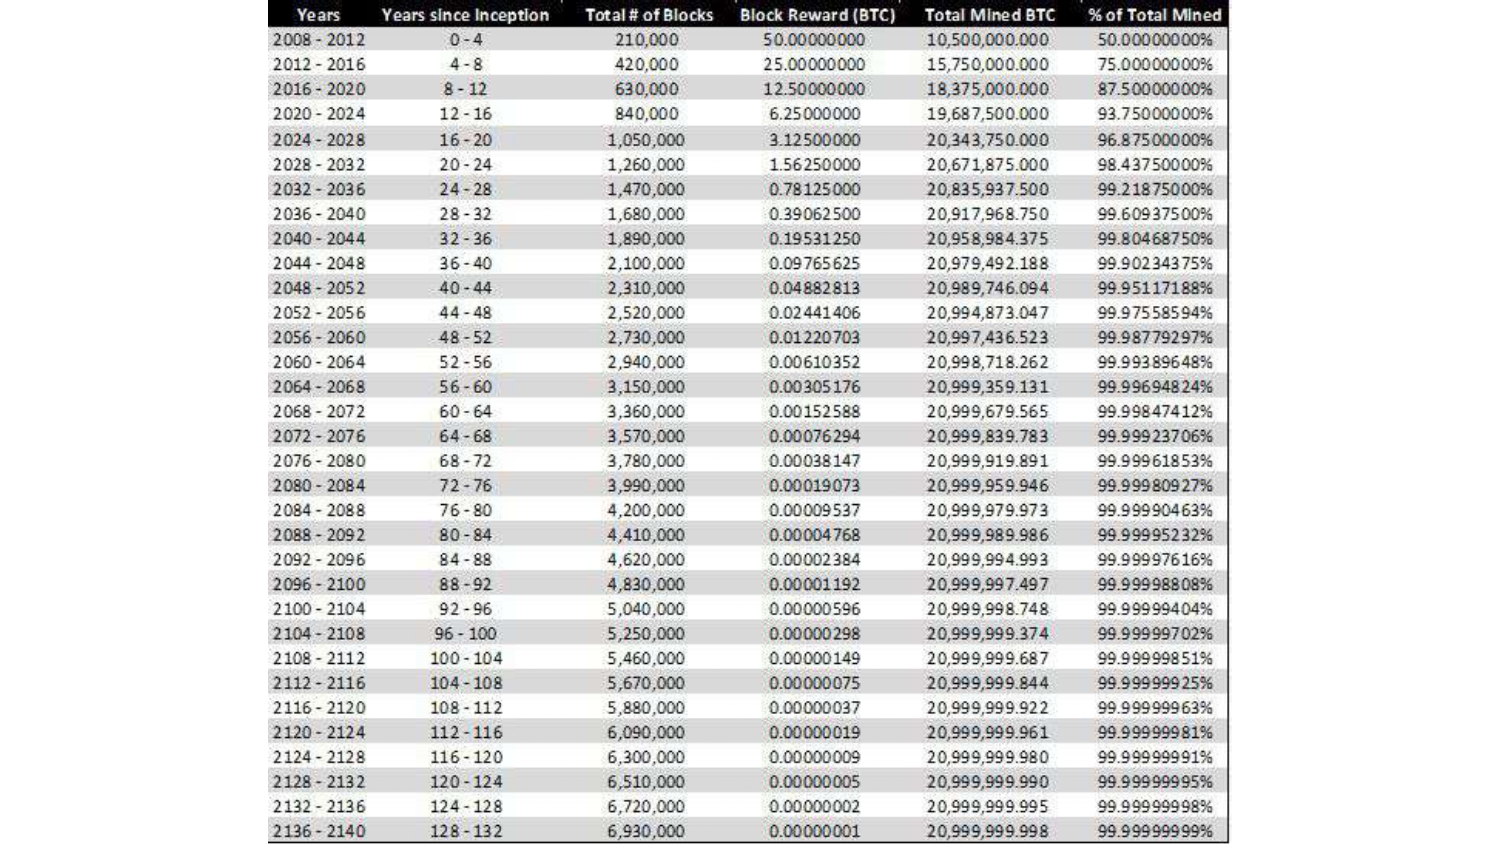 Years Years since Inception Total # of Blocks Block Reward (BTC) Total Mined BTC % of Total Mined
2008 - 2012 0 - 4 210,000 50.00000000 10,500,000.000 50.00000000%
2012 - 2016 4 - 8 420,000 25.00000000 15,750,000.000 75.00000000%
2016 - 2020 8 - 12 630,000 12.50000000 18,375,000.000 87.50000000%
2020 - 2024 12 - 16 840,000 6.25000000 19,687,500.000 93.75000000%
2024 - 2028 16 - 20 1,050,000 3.12500000 20,343,750.000 96.87500000%
2028 - 2032 20 - 24 1,260,000 1.56250000 20,671,875.000 98.43750000%
2032 - 2036 24 - 28 1,470,000 0.78125000 20,835,937.500 99.21875000%
2036 - 2040 28 - 32 1,680,000 0.39062500 20,917,968.750 99.60937500%
2040 - 2044 32 - 36 1,890,000 0.19531250 20,958,984.375 99.80468750%
2044 - 2048 36 - 40 2,100,000 0.09765625 20,979,492.188 99.90234375%
2048 - 2052 40 - 44 2,310,000 0.04882813 20,989,746.094 99.95117188%
2052 - 2056 44 - 48 2,520,000 0.02441406 20,994,873.047 99.97558594%
2056 - 2060 48 - 52 2,730,000 0.01220703 20,997,436.523 99.98779297%
2060 - 2064 52 - 56 2,940,000 0.00610352 20,998,718.262 99.99389648%
2064 - 2068 56 - 60 3,150,000 0.00305176 20,999,359.131 99.99694824%
2068 - 2072 60 - 64 3,360,000 0.00152588 20,999,679.565 99.99847412%
2072 - 2076 64 - 68 3,570,000 0.00076294 20,999,839.783 99.99923706%
2076 - 2080 68 - 72 3,780,000 0.00038147 20,999,919.891 99.99961853%
2080 - 2084 72 - 76 3,990,000 0.00019073 20,999,959.946 99.99980927%
2084 - 2088 76 - 80 4,200,000 0.00009537 20,999,979.973 99.99990463%
2088 - 2092 80 - 84 4,410,000 0.00004768 20,999,989.986 99.99995232%
2092 - 2096 84 - 88 4,620,000 0.00002384 20,999,994.993 99.99997616%
2096 - 2100 88 - 92 4,830,000 0.00001192 20,999,997.497 99.99998808%
2100 - 2104 92 - 96 5,040,000 0.00000596 20,999,998.748 99.99999404%
2104 - 2108 96 - 100 5,250,000 0.00000298 20,999,999.374 99.99999702%
2108 - 2112 100 - 104 5,460,000 0.00000149 20,999,999.687 99.99999851%
2112 - 2116 104 - 108 5,670,000 0.00000075 20,999,999.844 99.99999925%
2116 - 2120 108 - 112 5,880,000 0.00000037 20,999,999.922 99.99999963%
2120 - 2124 112 - 116 6,090,000 0.00000019 20,999,999.961 99.99999981%
2124 - 2128 116 - 120 6,300,000 0.00000009 20,999,999.980 99.99999991%
2128 - 2132 120 - 124 6,510,000 0.00000005 20,999,999.990 99.99999995%
2132 - 2136 124 - 128 6,720,000 0.00000002 20,999,999.995 99.99999998%
2136 - 2140 128 - 132 6,930,000 0.00000001 20,999,999.998 99.99999999%